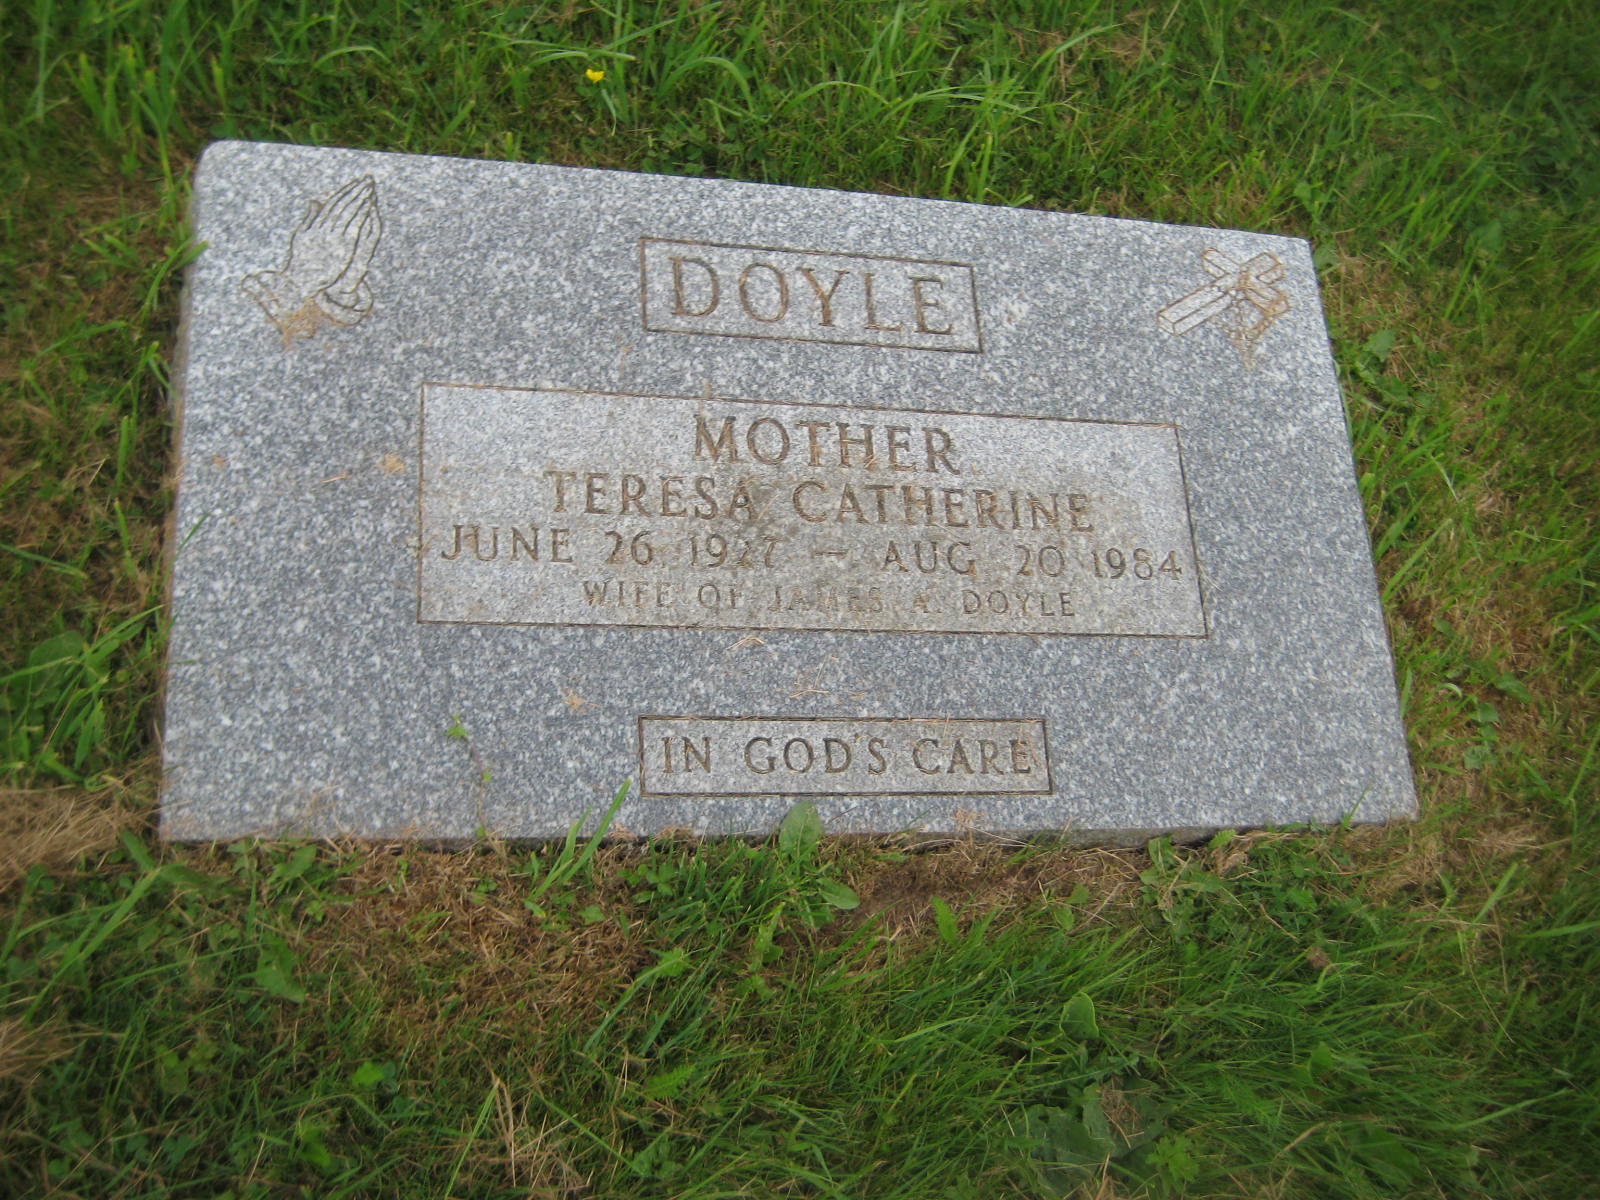 DOYLE
MOTHER
TERESA CATHERINE
JUNE 26 1927 — AUG 20 1984
WIFE OF JAMES A. DOYLE
IN GOD'S CARE